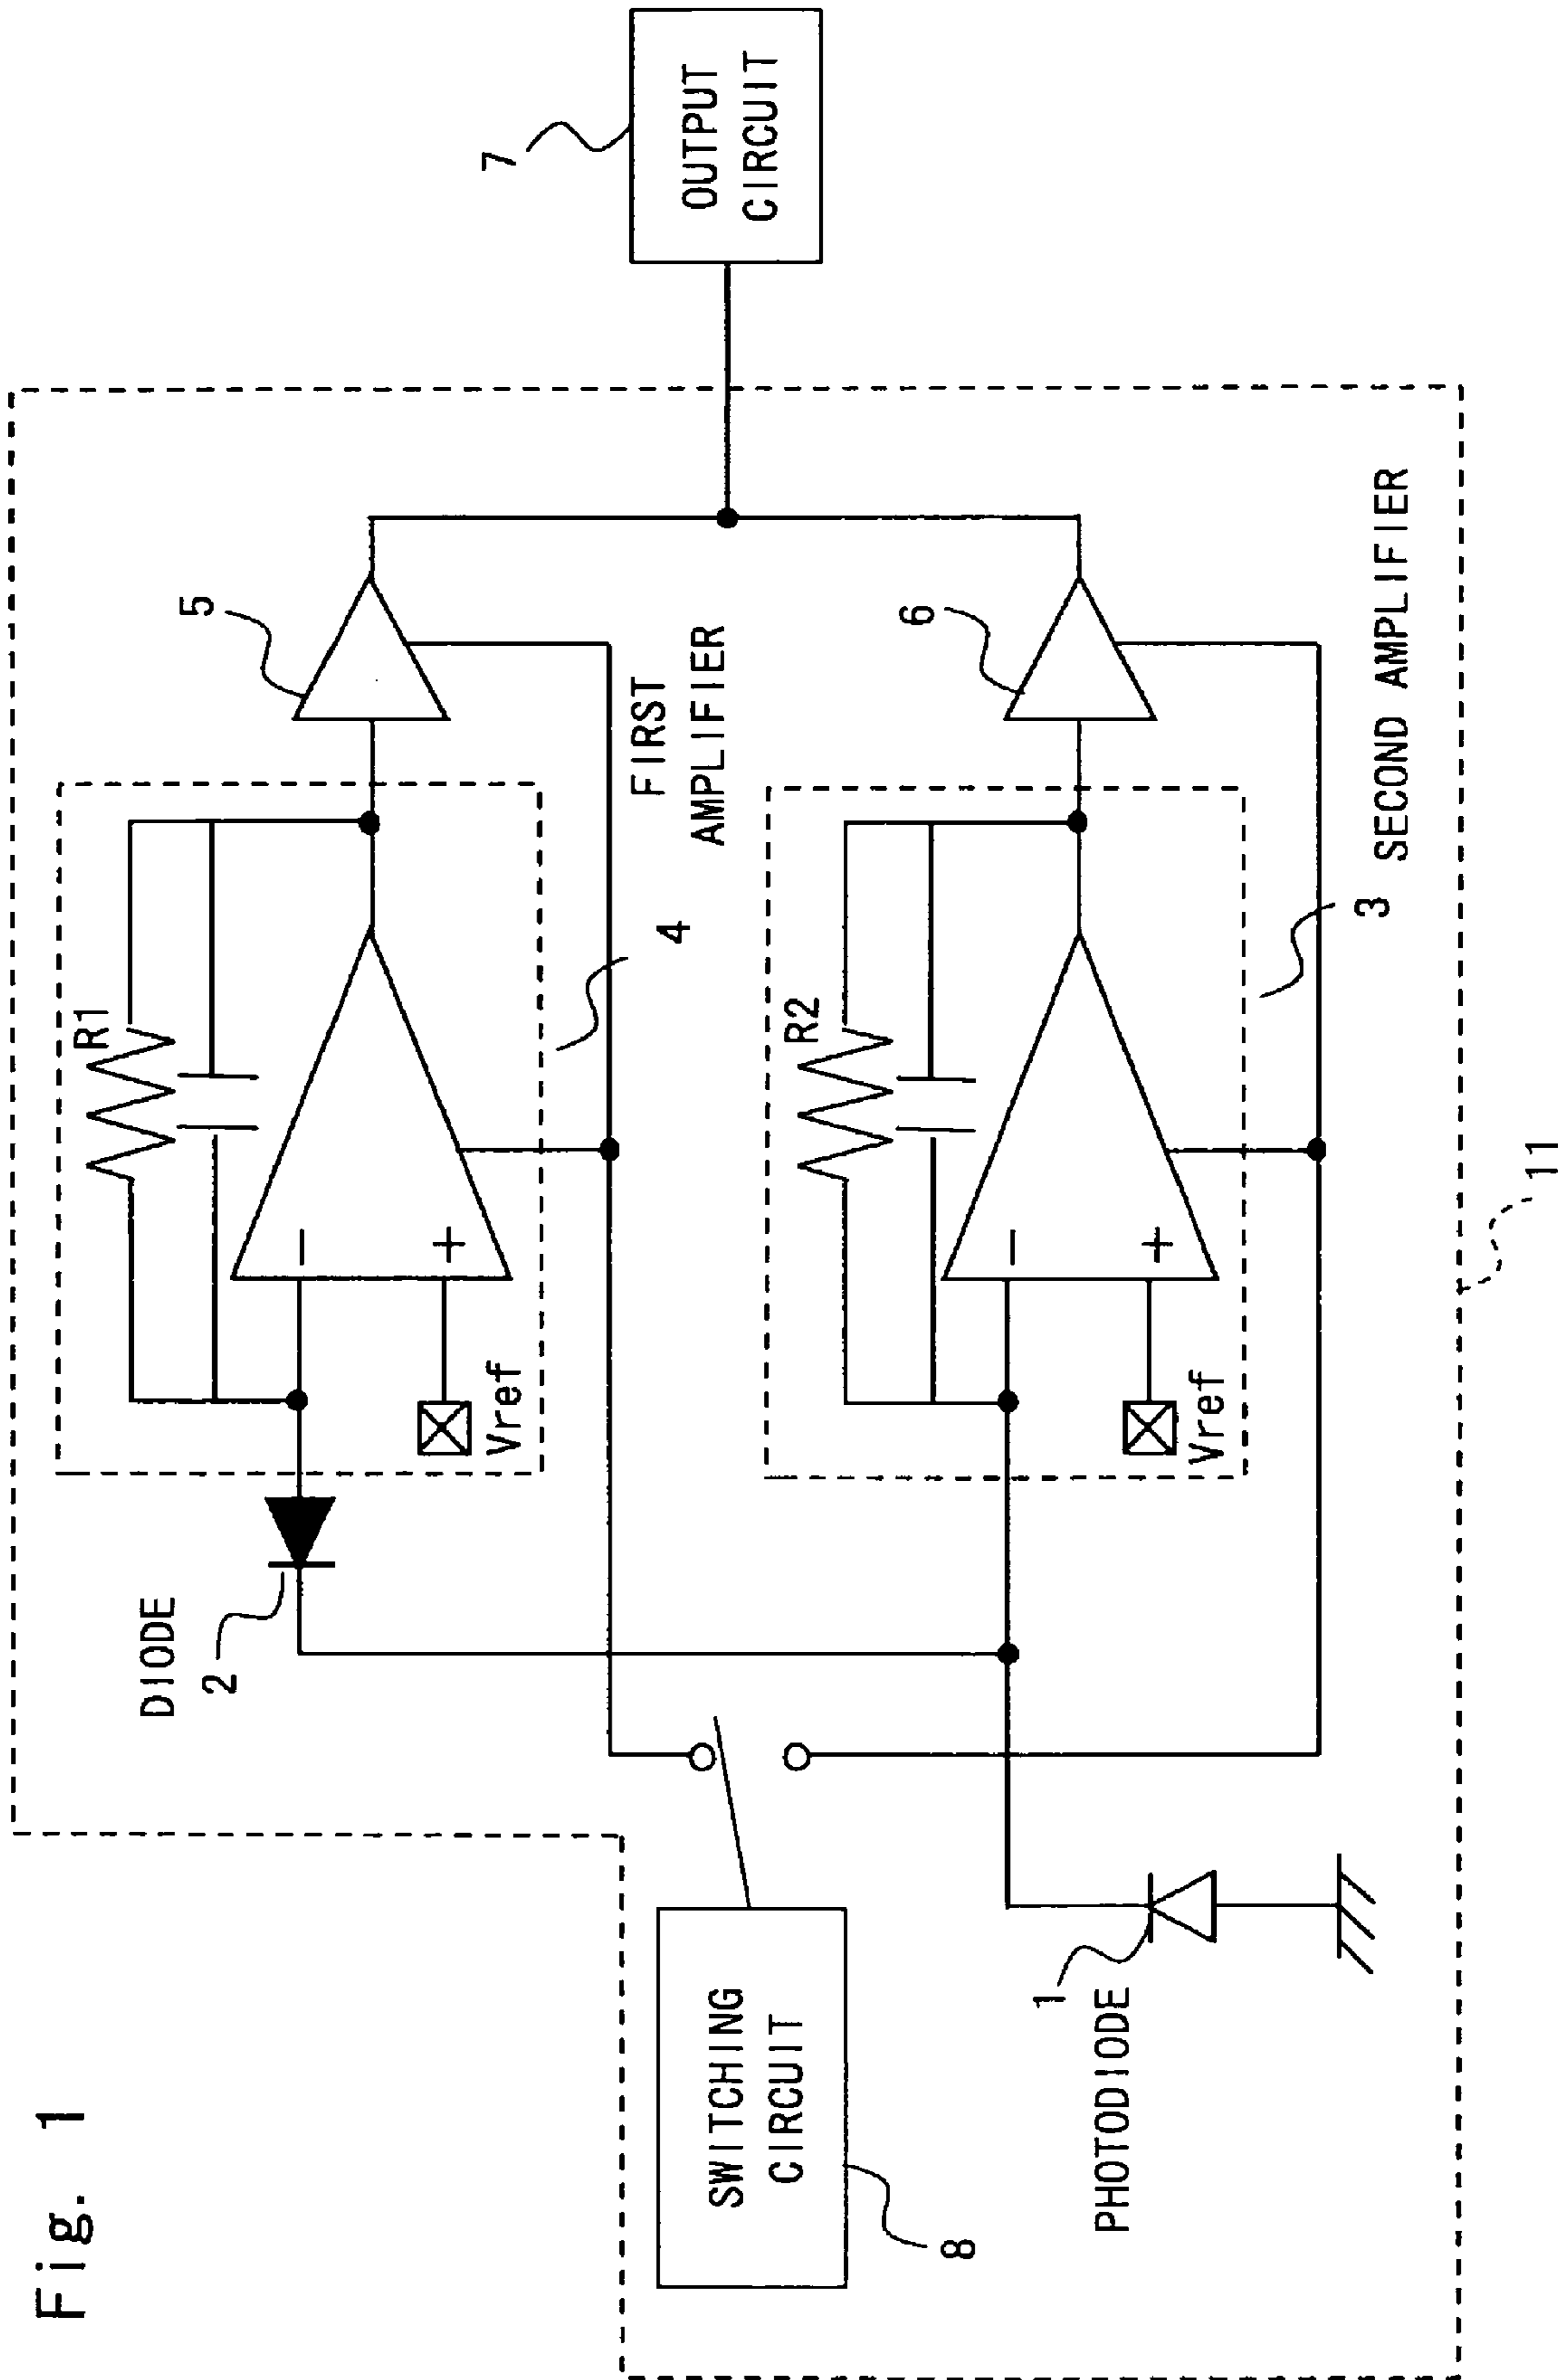 Fig. 1
DIODE
2
R1
−
+
Vref
4
5
FIRST
AMPLIFIER
7
OUTPUT
CIRCUIT
SWITCHING
CIRCUIT
8
1
PHOTODIODE
R2
−
+
Vref
3
6
SECOND AMPLIFIER
11